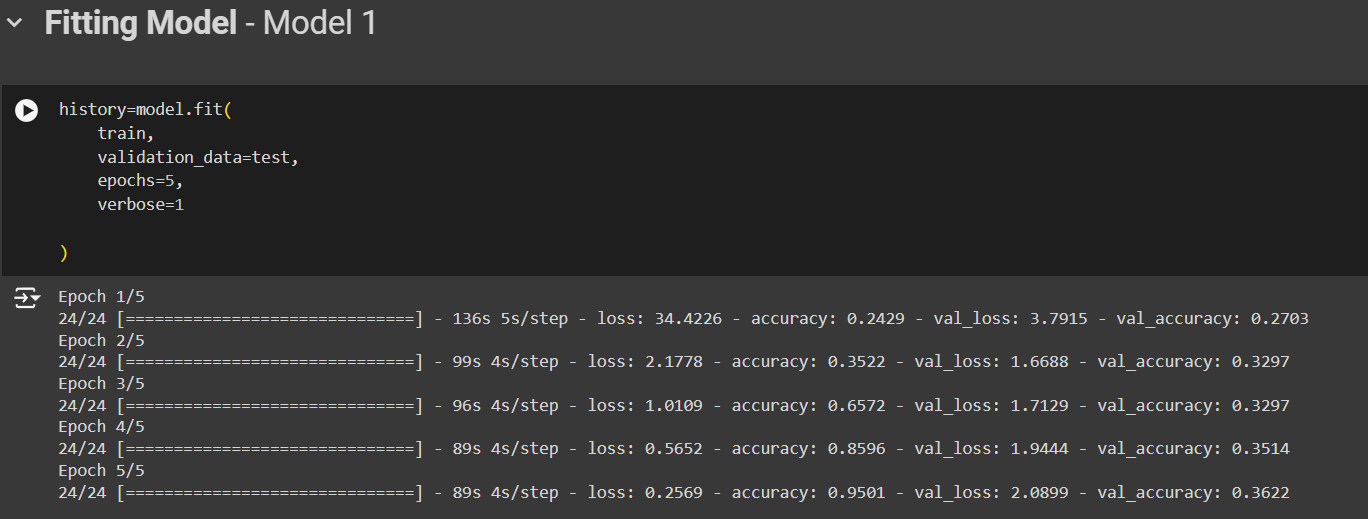 Fitting Model - Model 1
history=model.fit(
    train,
    validation_data=test,
    epochs=5,
    verbose=1
)
Epoch 1/5
24/24 [==============================] - 136s 5s/step - loss: 34.4226 - accuracy: 0.2429 - val_loss: 3.7915 - val_accuracy: 0.2703
Epoch 2/5
24/24 [==============================] - 99s 4s/step - loss: 2.1778 - accuracy: 0.3522 - val_loss: 1.6688 - val_accuracy: 0.3297
Epoch 3/5
24/24 [==============================] - 96s 4s/step - loss: 1.0109 - accuracy: 0.6572 - val_loss: 1.7129 - val_accuracy: 0.3297
Epoch 4/5
24/24 [==============================] - 89s 4s/step - loss: 0.5652 - accuracy: 0.8596 - val_loss: 1.9444 - val_accuracy: 0.3514
Epoch 5/5
24/24 [==============================] - 89s 4s/step - loss: 0.2569 - accuracy: 0.9501 - val_loss: 2.0899 - val_accuracy: 0.3622